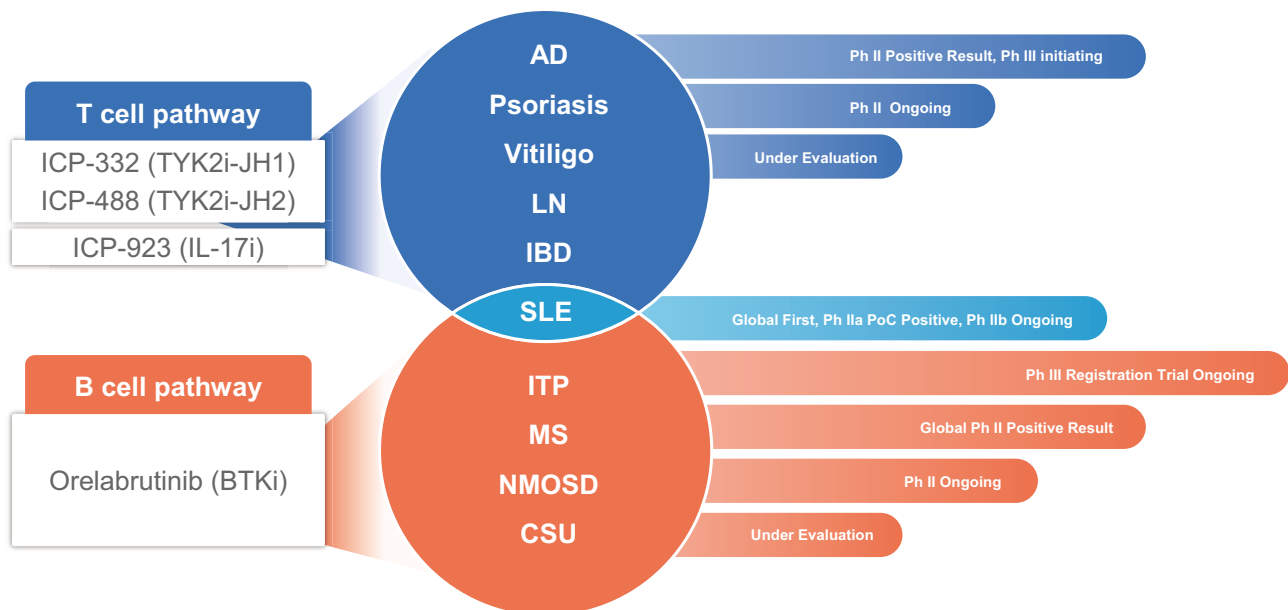 T cell pathway
ICP-332 (TYK2i-JH1)
ICP-488 (TYK2i-JH2)
ICP-923 (IL-17i)
AD
Psoriasis
Vitiligo
LN
IBD
Ph II Positive Result, Ph III initiating
Ph II Ongoing
Under Evaluation
SLE
Global First, Ph IIa PoC Positive, Ph IIb Ongoing
B cell pathway
Orelabrutinib (BTKi)
ITP
MS
NMOSD
CSU
Ph III Registration Trial Ongoing
Global Ph II Positive Result
Ph II Ongoing
Under Evaluation